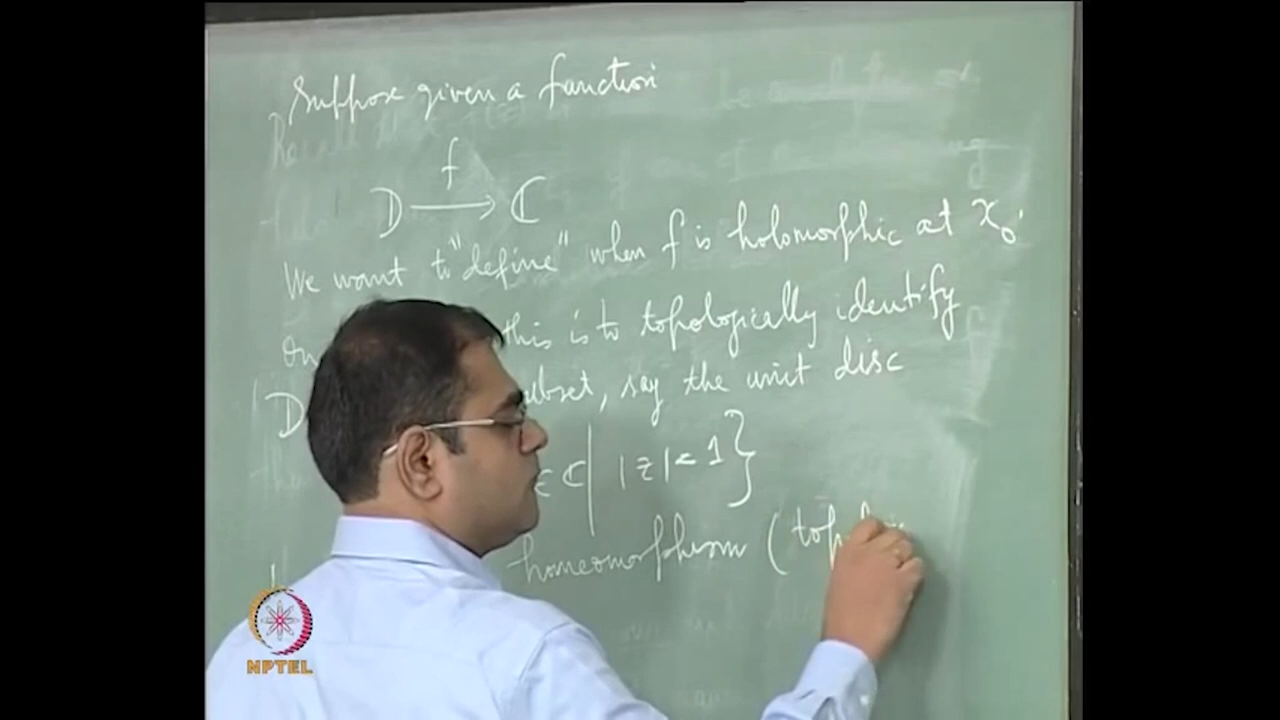 Suppose given a function
f
D → ℂ
We want to "define" when f is holomorphic at x₀.
this is to topologically identify
D subset, say the unit disc
ℂ | |z| < 1 }
homeomorphism (topolo
NPTEL